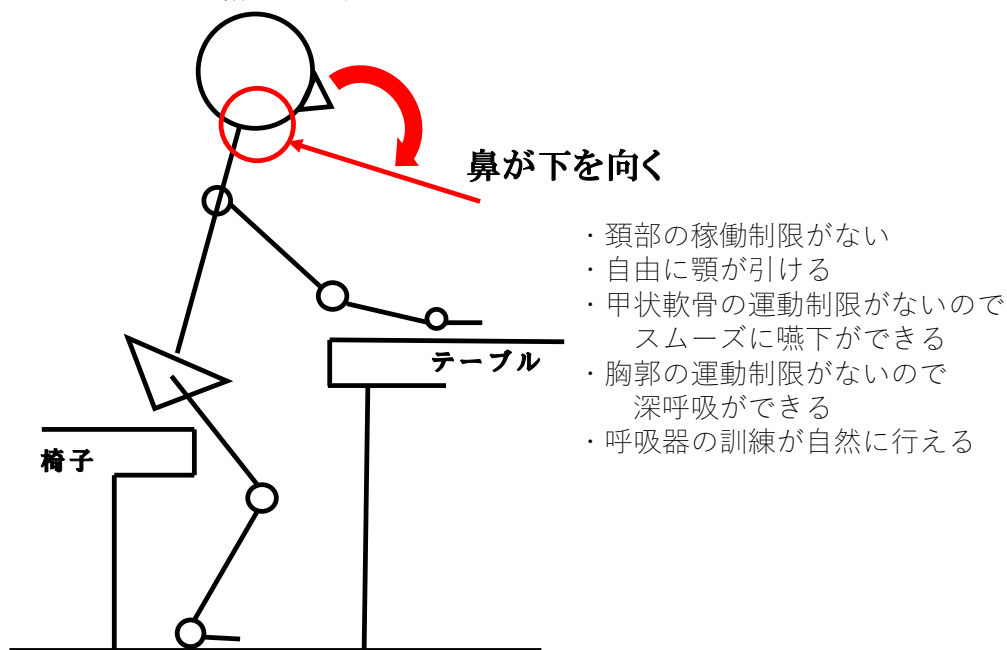 鼻が下を向く
・頚部の稼働制限がない
・自由に顎が引ける
・甲状軟骨の運動制限がないので
スムーズに嚥下ができる
・胸郭の運動制限がないので
深呼吸ができる
・呼吸器の訓練が自然に行える
テーブル
椅子